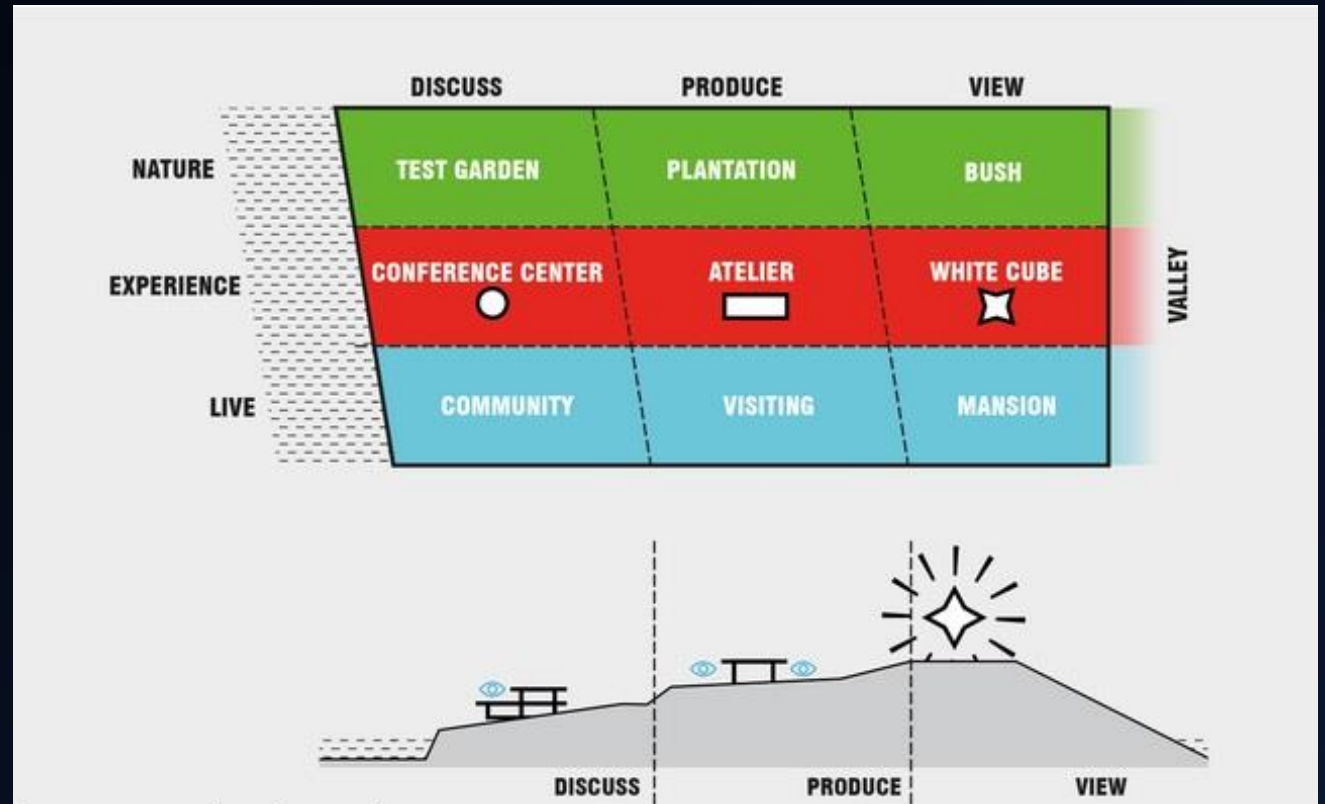 DISCUSS PRODUCE VIEW
NATURE TEST GARDEN PLANTATION BUSH
EXPERIENCE CONFERENCE CENTER ATELIER WHITE CUBE
VALLEY
LIVE COMMUNITY VISITING MANSION
DISCUSS PRODUCE VIEW